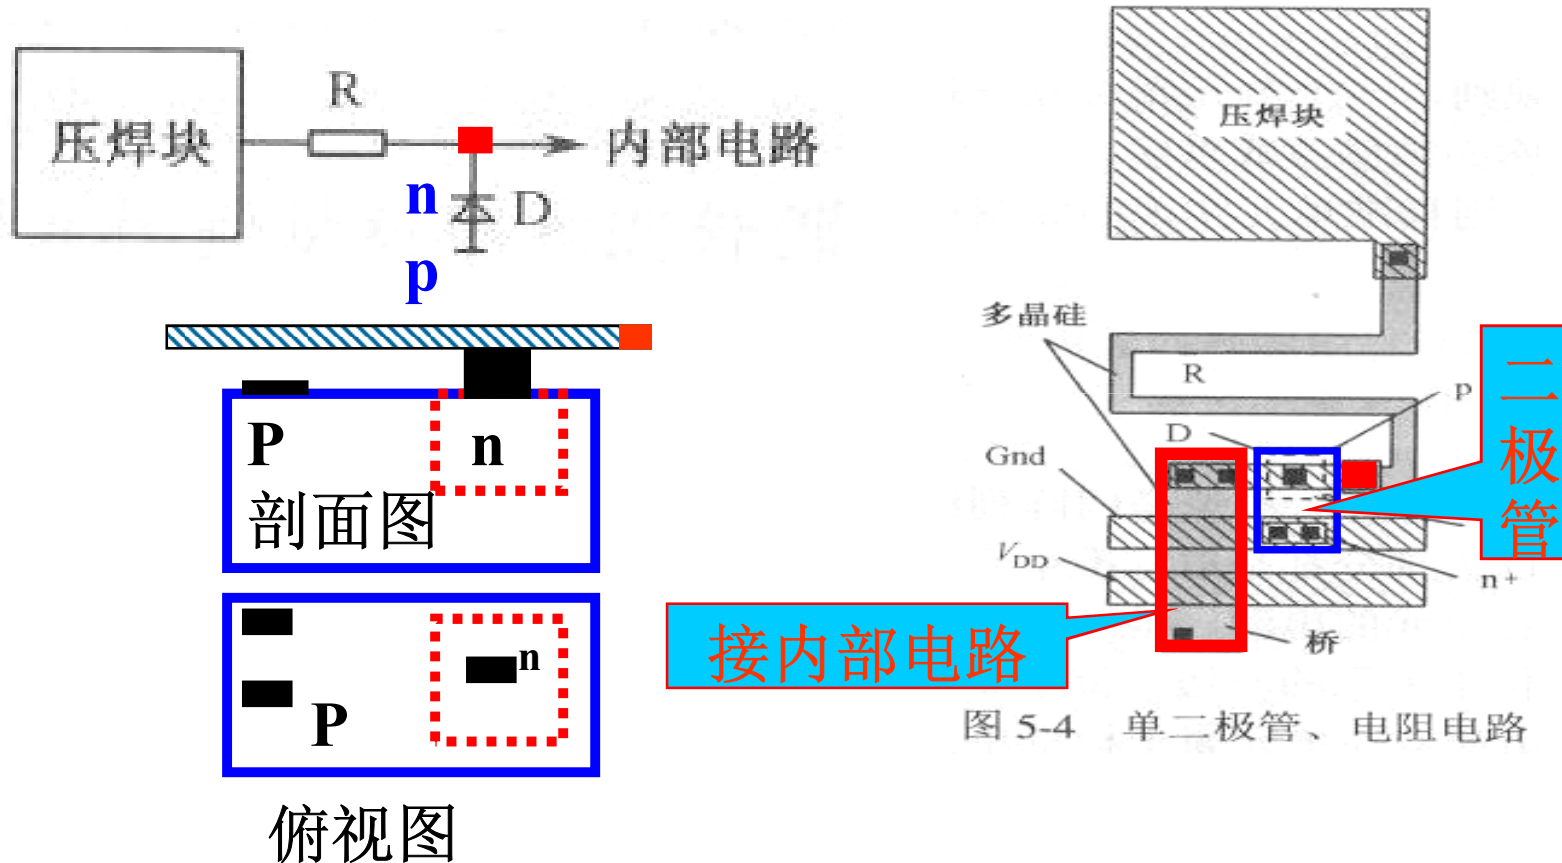 压焊块
R
内部电路
n
D
p
P
n
剖面图
n
P
俯视图
压焊块
多晶硅
R
p
D
Gnd
V_DD
n+
桥
二极管
接内部电路
图 5-4 单二极管、电阻电路